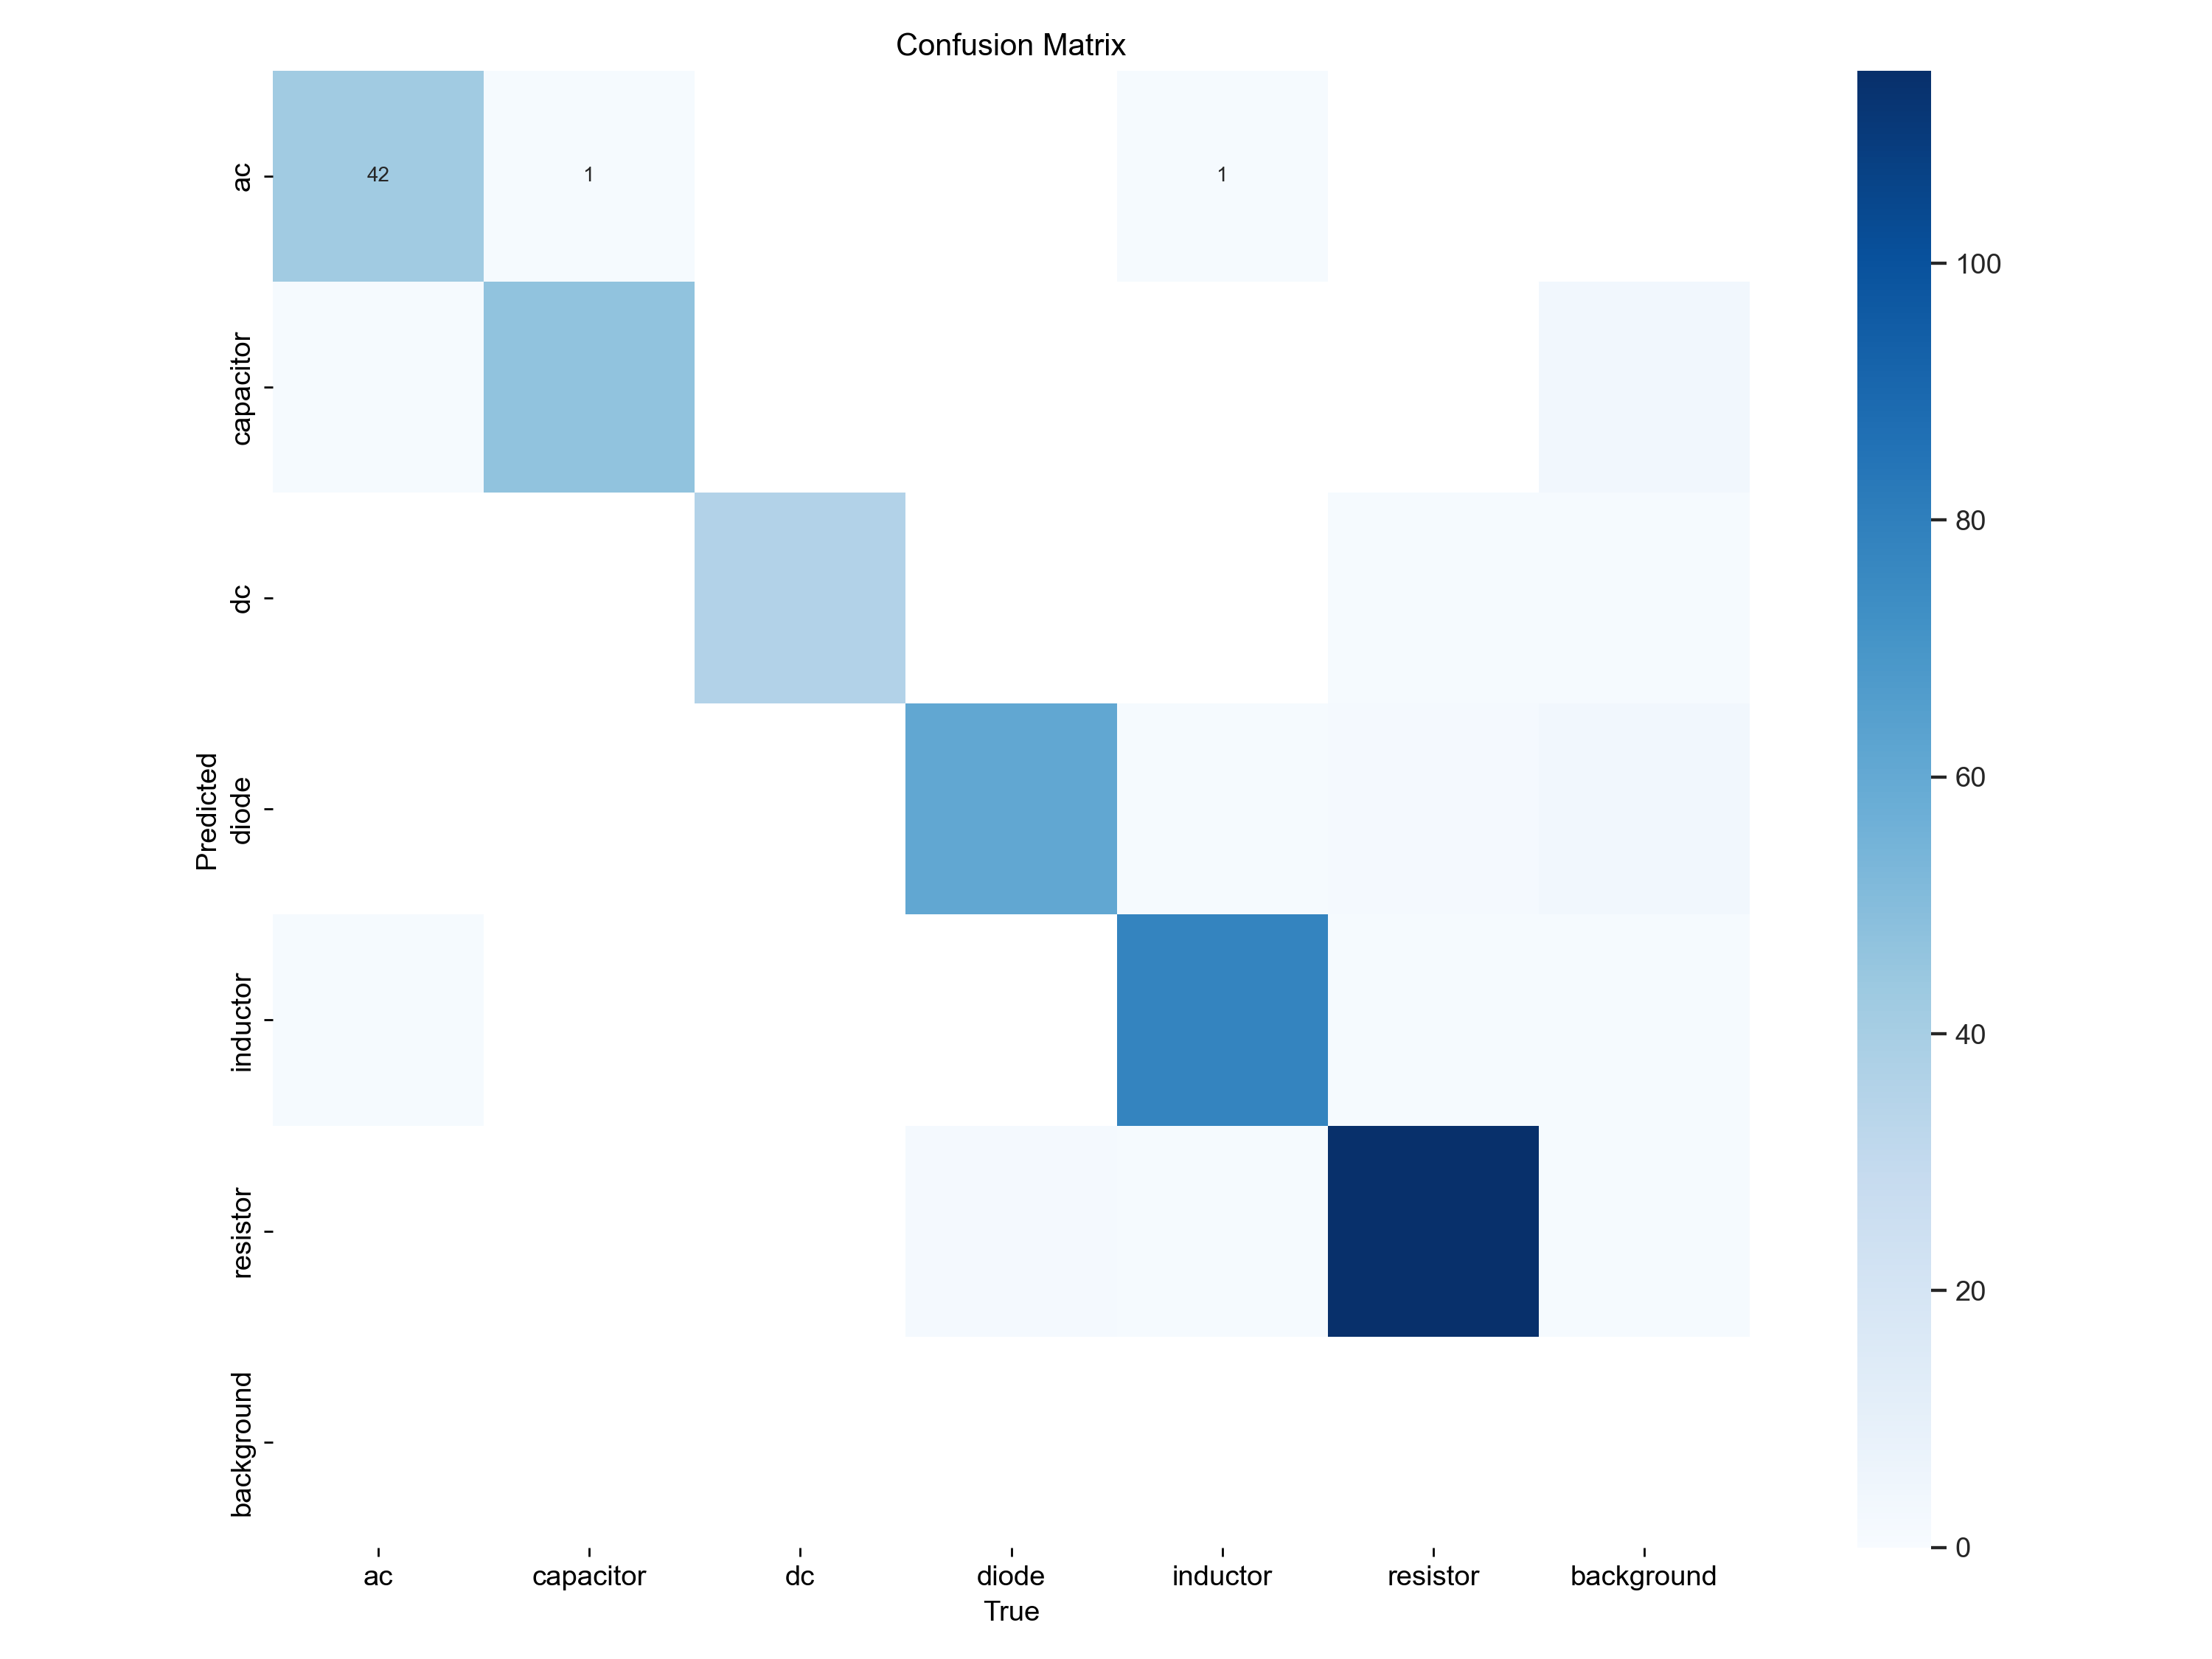 Confusion Matrix
ac
42
1
1
capacitor
dc
diode
inductor
resistor
background
Predicted
ac
capacitor
dc
diode
inductor
resistor
background
True
100
80
60
40
20
0